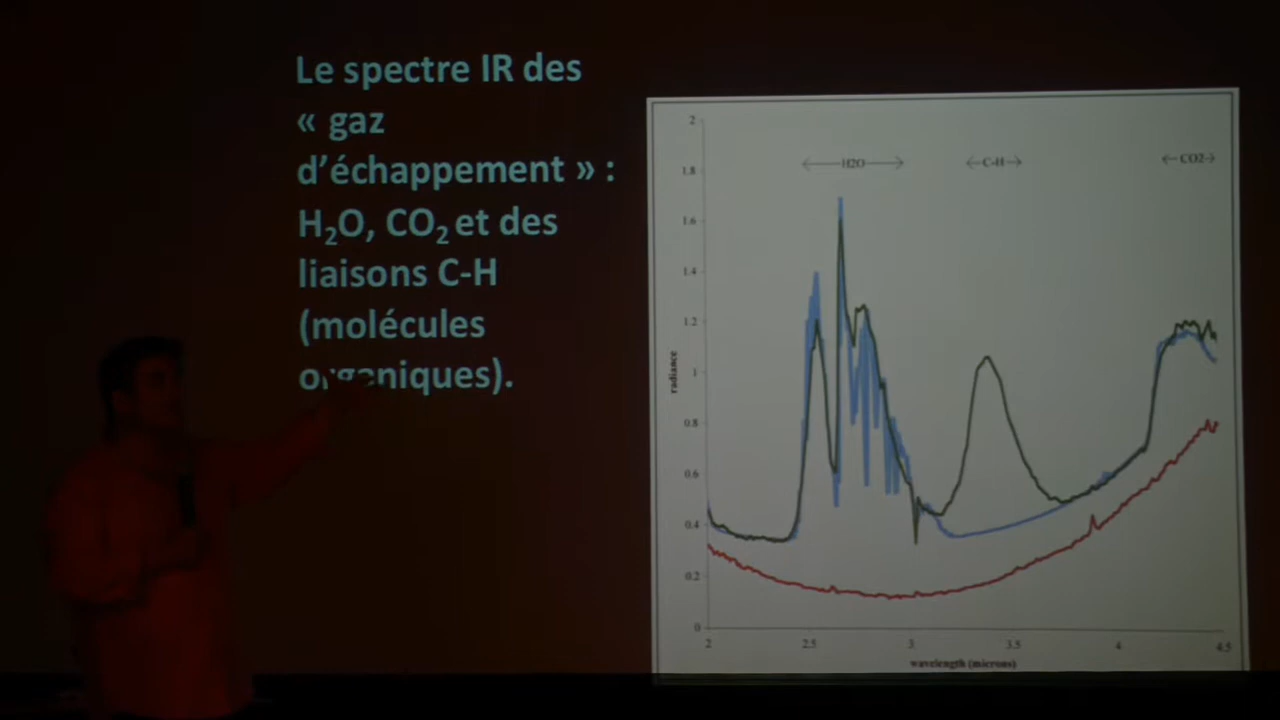 Le spectre IR des
« gaz
d’échappement » :
H₂O, CO₂ et des
liaisons C-H
(molécules
organiques).
2
1.8
1.6
1.4
1.2
1
0.8
0.6
0.4
0.2
0
radiance
H2O
C-H
CO2
2 2.5 3 3.5 4 4.5
wavelength (microns)